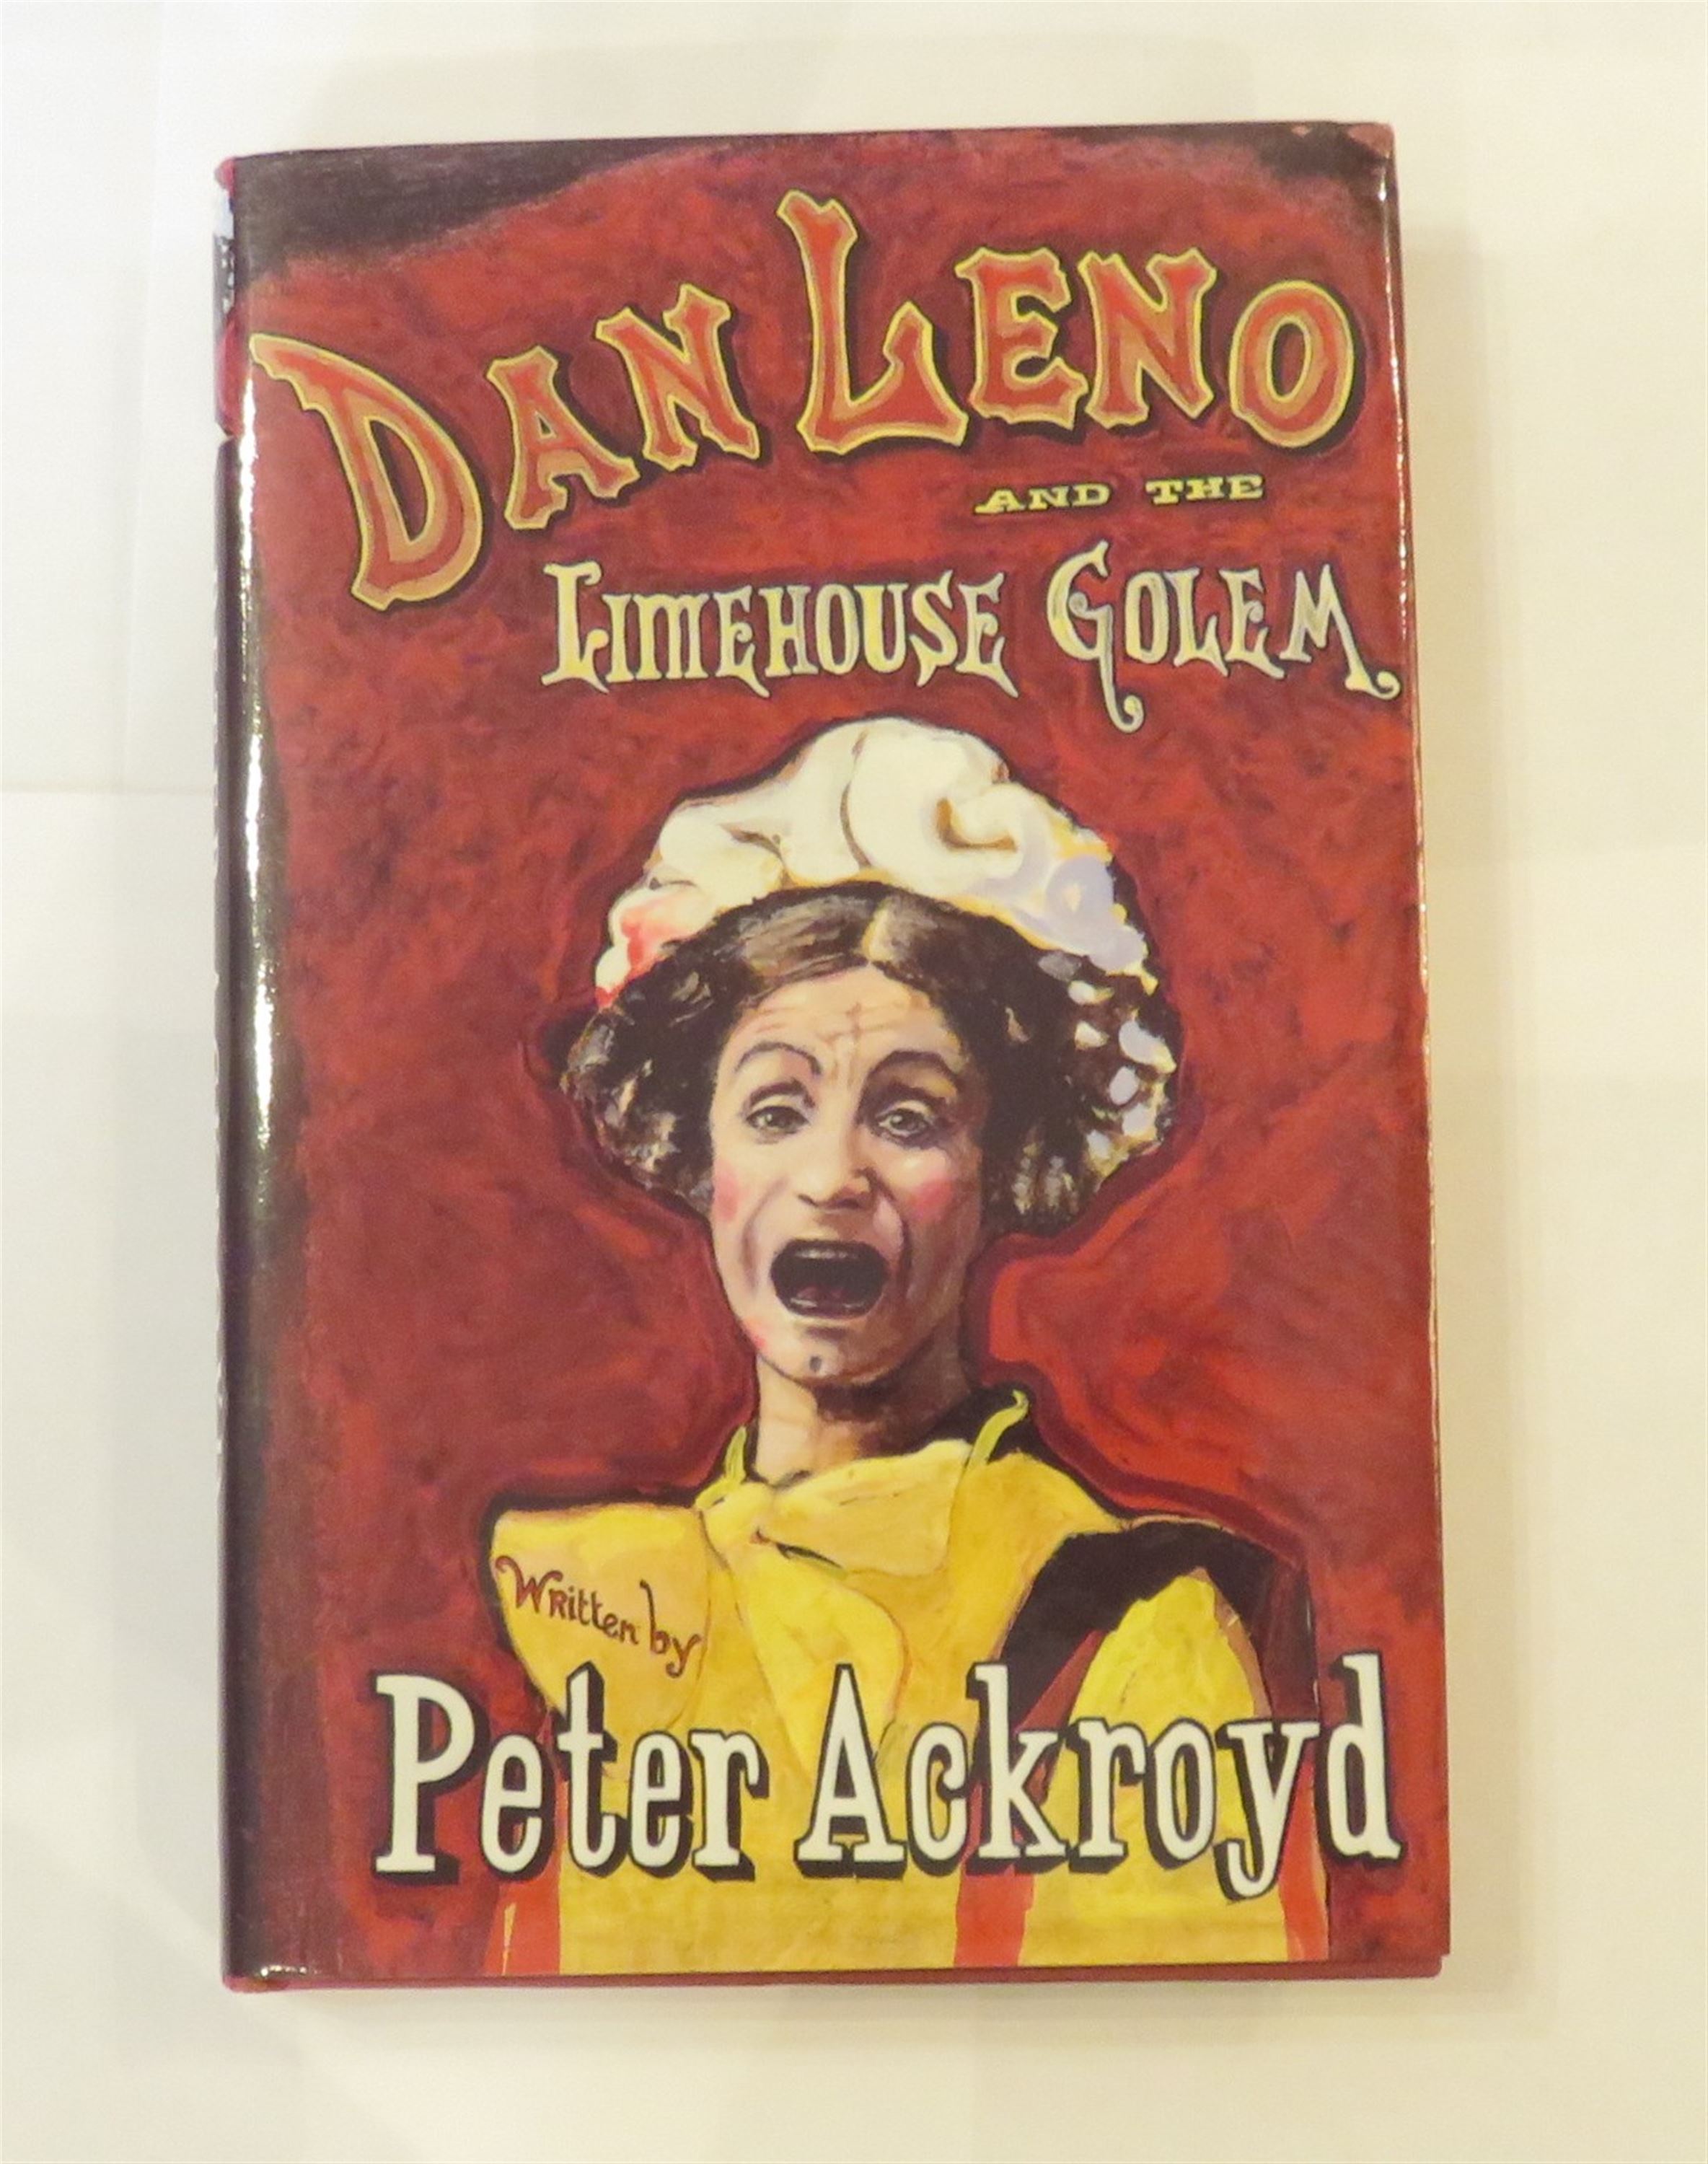 DAN LENO
AND THE
LIMEHOUSE GOLEM
Written by
Peter Ackroyd